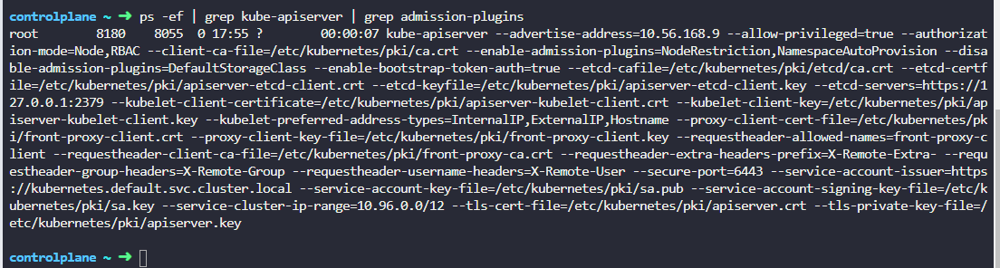 controlplane ~ ➜ ps -ef | grep kube-apiserver | grep admission-plugins
root        8180    8055  0 17:55 ?        00:00:07 kube-apiserver --advertise-address=10.56.168.9 --allow-privileged=true --authorizat
ion-mode=Node,RBAC --client-ca-file=/etc/kubernetes/pki/ca.crt --enable-admission-plugins=NodeRestriction,NamespaceAutoProvision --disa
ble-admission-plugins=DefaultStorageClass --enable-bootstrap-token-auth=true --etcd-cafile=/etc/kubernetes/pki/etcd/ca.crt --etcd-certf
ile=/etc/kubernetes/pki/apiserver-etcd-client.crt --etcd-keyfile=/etc/kubernetes/pki/apiserver-etcd-client.key --etcd-servers=https://1
27.0.0.1:2379 --kubelet-client-certificate=/etc/kubernetes/pki/apiserver-kubelet-client.crt --kubelet-client-key=/etc/kubernetes/pki/ap
iserver-kubelet-client.key --kubelet-preferred-address-types=InternalIP,ExternalIP,Hostname --proxy-client-cert-file=/etc/kubernetes/pk
i/front-proxy-client.crt --proxy-client-key-file=/etc/kubernetes/pki/front-proxy-client.key --requestheader-allowed-names=front-proxy-c
lient --requestheader-client-ca-file=/etc/kubernetes/pki/front-proxy-ca.crt --requestheader-extra-headers-prefix=X-Remote-Extra- --requ
estheader-group-headers=X-Remote-Group --requestheader-username-headers=X-Remote-User --secure-port=6443 --service-account-issuer=https
://kubernetes.default.svc.cluster.local --service-account-key-file=/etc/kubernetes/pki/sa.pub --service-account-signing-key-file=/etc/k
ubernetes/pki/sa.key --service-cluster-ip-range=10.96.0.0/12 --tls-cert-file=/etc/kubernetes/pki/apiserver.crt --tls-private-key-file=/
etc/kubernetes/pki/apiserver.key
controlplane ~ ➜